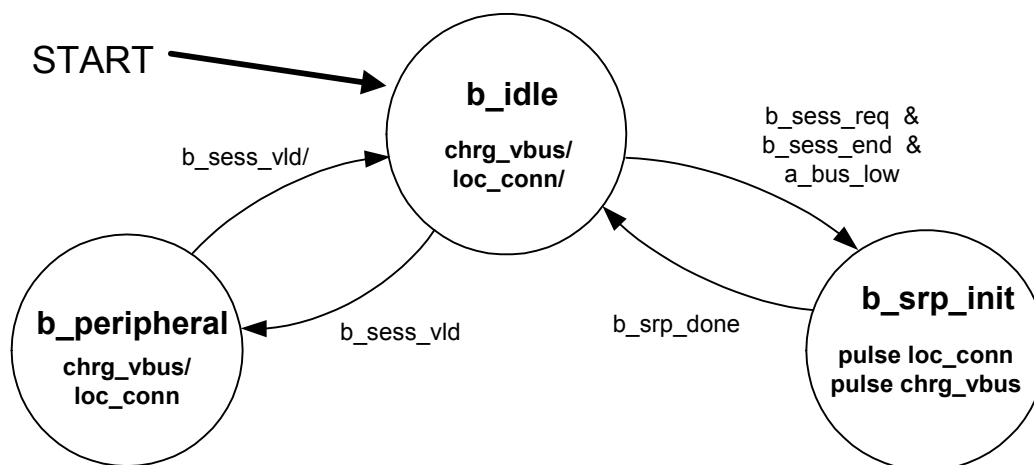 START
b_idle
chrg_vbus/
loc_conn/
b_sess_req &
b_sess_end &
a_bus_low
b_sess_vld/
b_peripheral
chrg_vbus/
loc_conn
b_sess_vld
b_srp_done
b_srp_init
pulse loc_conn
pulse chrg_vbus